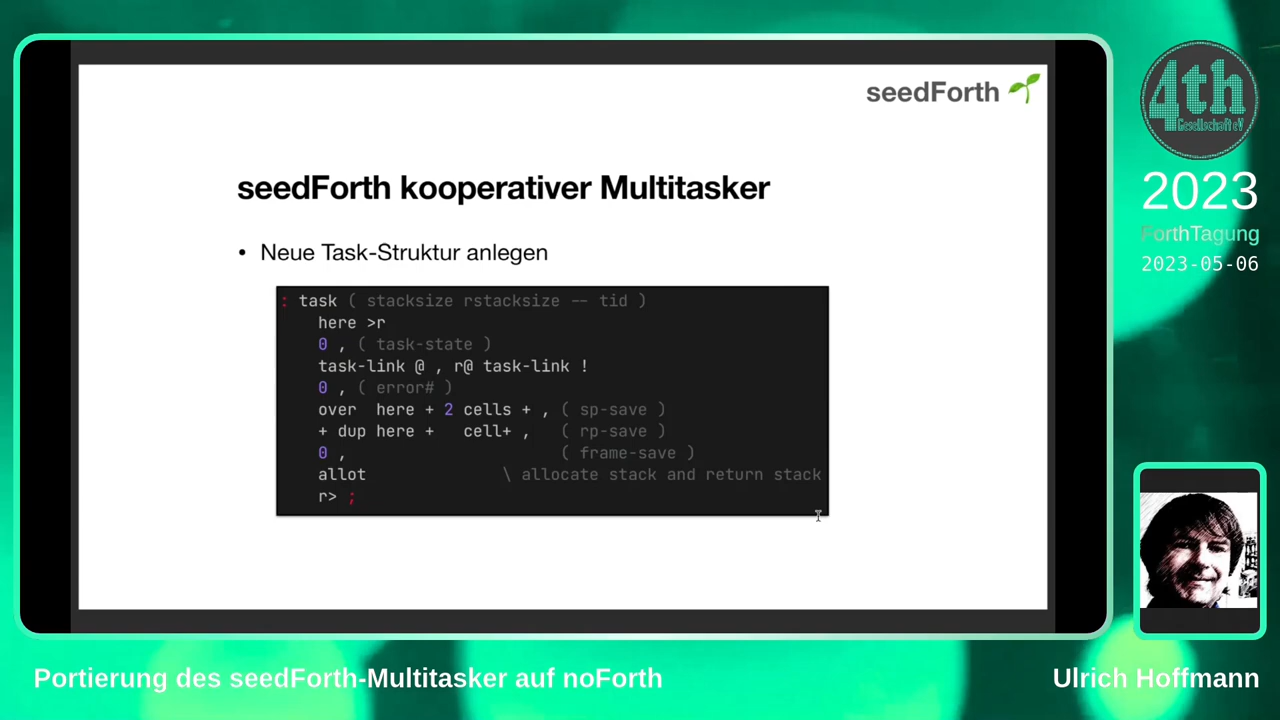 seedForth
seedForth kooperativer Multitasker
• Neue Task-Struktur anlegen
: task ( stacksize rstacksize -- tid )
here >r
0 , ( task-state )
task-link @ , r@ task-link !
0 , ( error# )
over here + 2 cells + , ( sp-save )
+ dup here + cell+ , ( rp-save )
0 , ( frame-save )
allot \ allocate stack and return stack
r> ;
4th
Gesellschaft eV
2023
ForthTagung
2023-05-06
Portierung des seedForth-Multitasker auf noForth
Ulrich Hoffmann